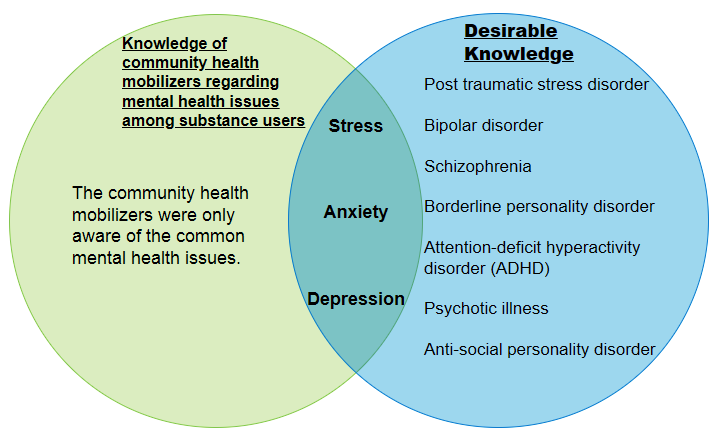 Knowledge of
community health
mobilizers regarding
mental health issues
among substance users
The community health
mobilizers were only
aware of the common
mental health issues.
Stress
Anxiety
Depression
Desirable
Knowledge
Post traumatic stress disorder
Bipolar disorder
Schizophrenia
Borderline personality disorder
Attention-deficit hyperactivity
disorder (ADHD)
Psychotic illness
Anti-social personality disorder